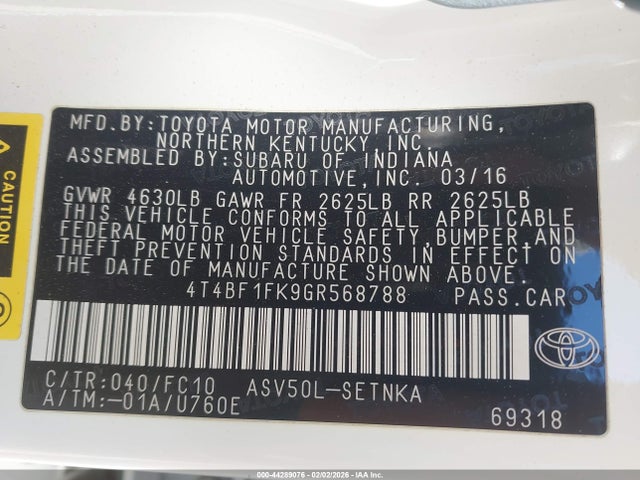 MFD.BY:TOYOTA MOTOR MANUFACTURING,
NORTHERN KENTUCKY,INC.
ASSEMBLED BY:SUBARU OF INDIANA
AUTOMOTIVE,INC. 03/16
GVWR 4630LB GAWR FR 2625LB RR 2625LB
THIS VEHICLE CONFORMS TO ALL APPLICABLE
FEDERAL MOTOR VEHICLE SAFETY,BUMPER,AND
THEFT PREVENTION STANDARDS IN EFFECT ON
THE DATE OF MANUFACTURE SHOWN ABOVE.
4T4BF1FK9GR568788 PASS.CAR
C/TR:040/FC10 ASV50L-SETNKA
A/TM:-01A/U760E
69318
TOYOTA
CAUTION
000-44289076 - 02/02/2026 - IAAI.COM